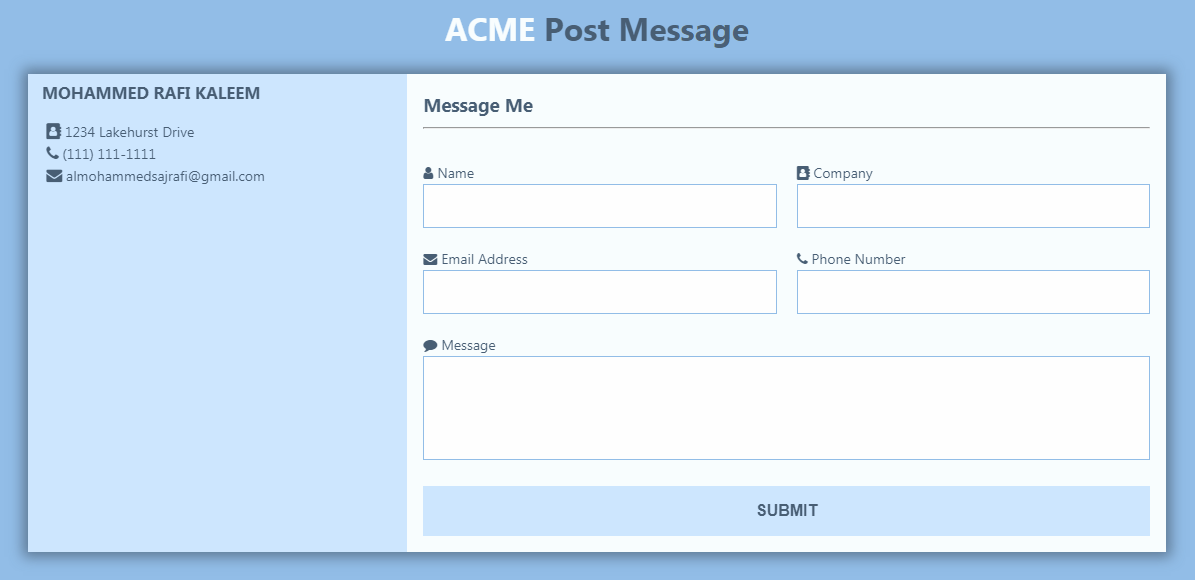 ACME Post Message
MOHAMMED RAFI KALEEM
1234 Lakehurst Drive
(111) 111-1111
almohammedsajrafi@gmail.com
Message Me
Name
Company
Email Address
Phone Number
Message
SUBMIT